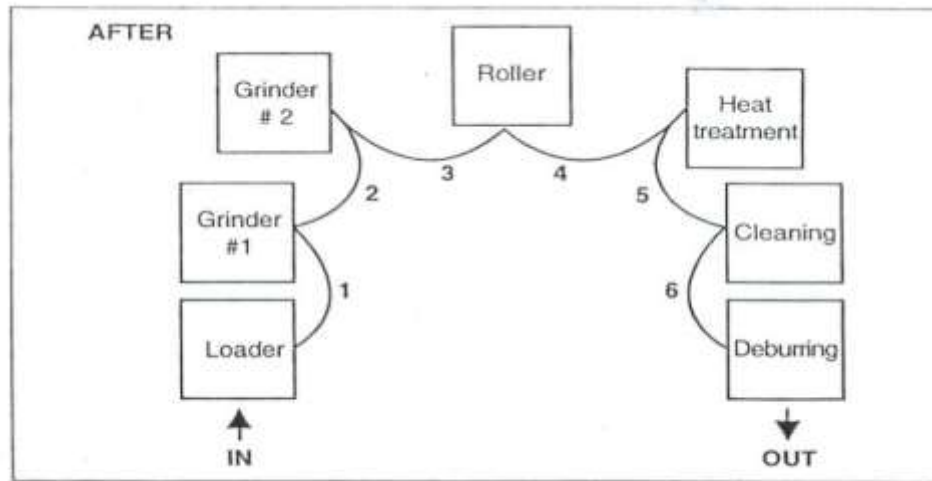 AFTER
Roller
Grinder
# 2
Heat
treatment
3
4
2
5
Grinder
#1
Cleaning
1
6
Loader
Deburring
IN
OUT